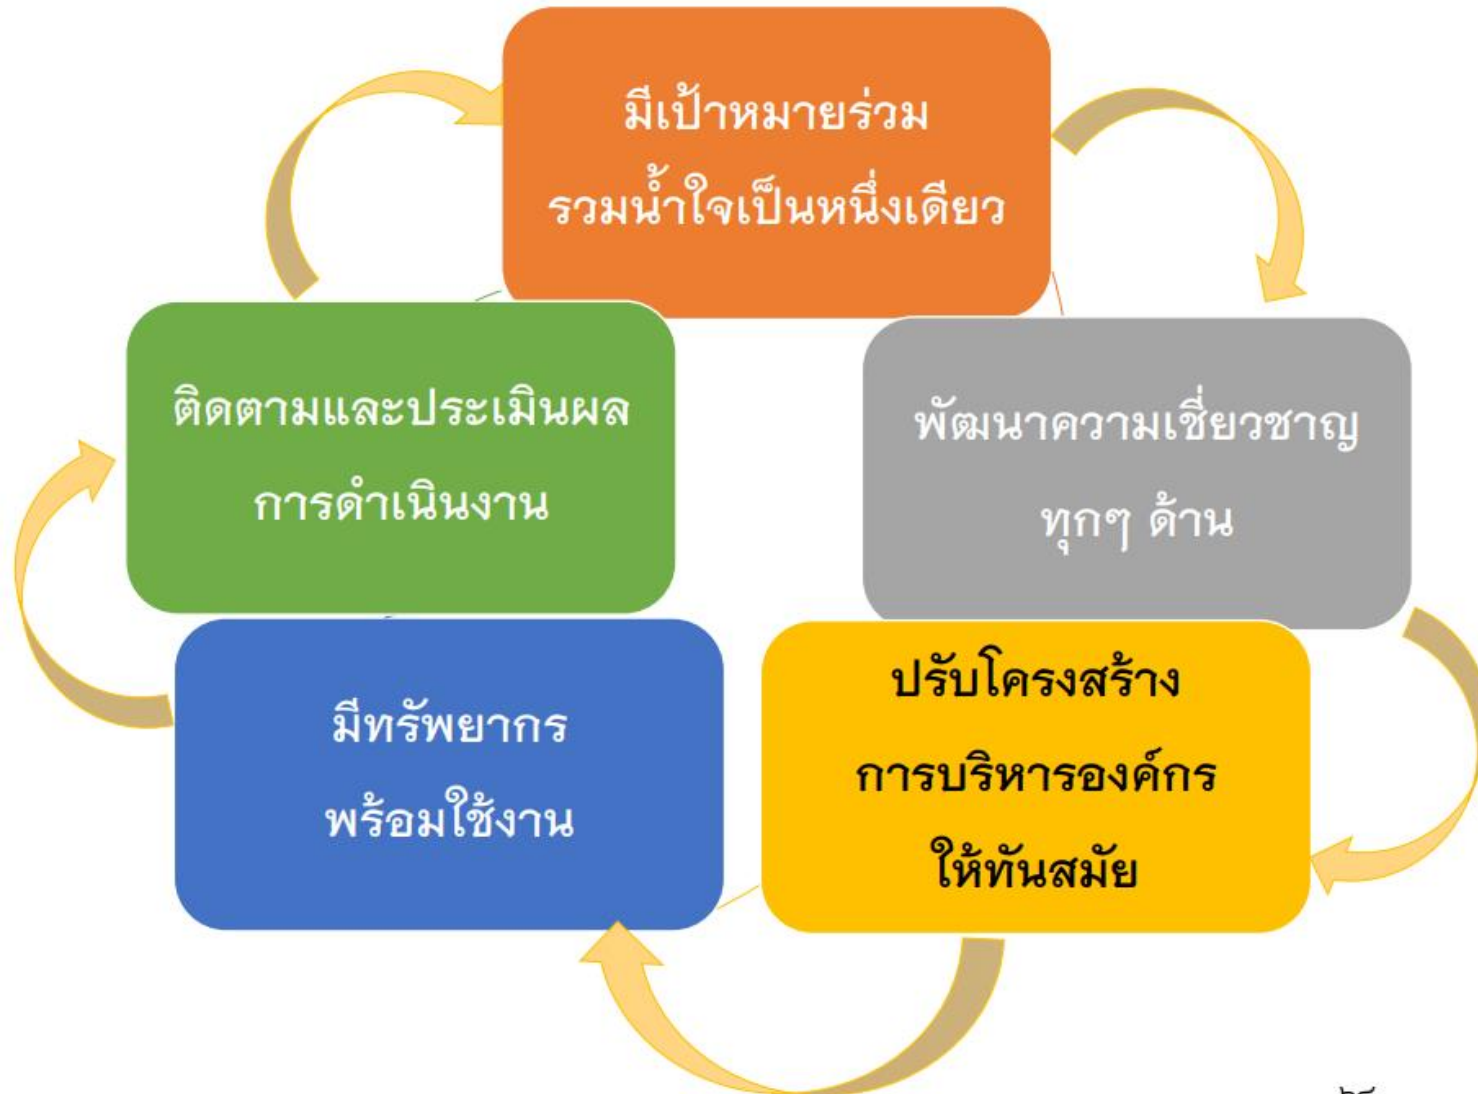 มีเป้าหมายร่วม
รวมน้ำใจเป็นหนึ่งเดียว
พัฒนาความเชี่ยวชาญ
ทุกๆ ด้าน
ปรับโครงสร้าง
การบริหารองค์กร
ให้ทันสมัย
มีทรัพยากร
พร้อมใช้งาน
ติดตามและประเมินผล
การดำเนินงาน